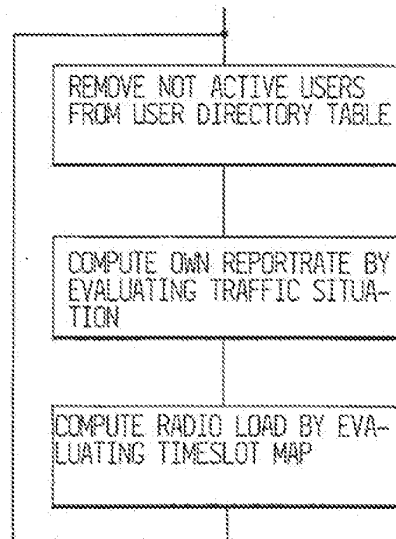 REMOVE NOT ACTIVE USERS
FROM USER DIRECTORY TABLE
COMPUTE OWN REPORTRATE BY
EVALUATING TRAFFIC SITUA-
TION
COMPUTE RADIO LOAD BY EVA-
LUATING TIMESLOT MAP